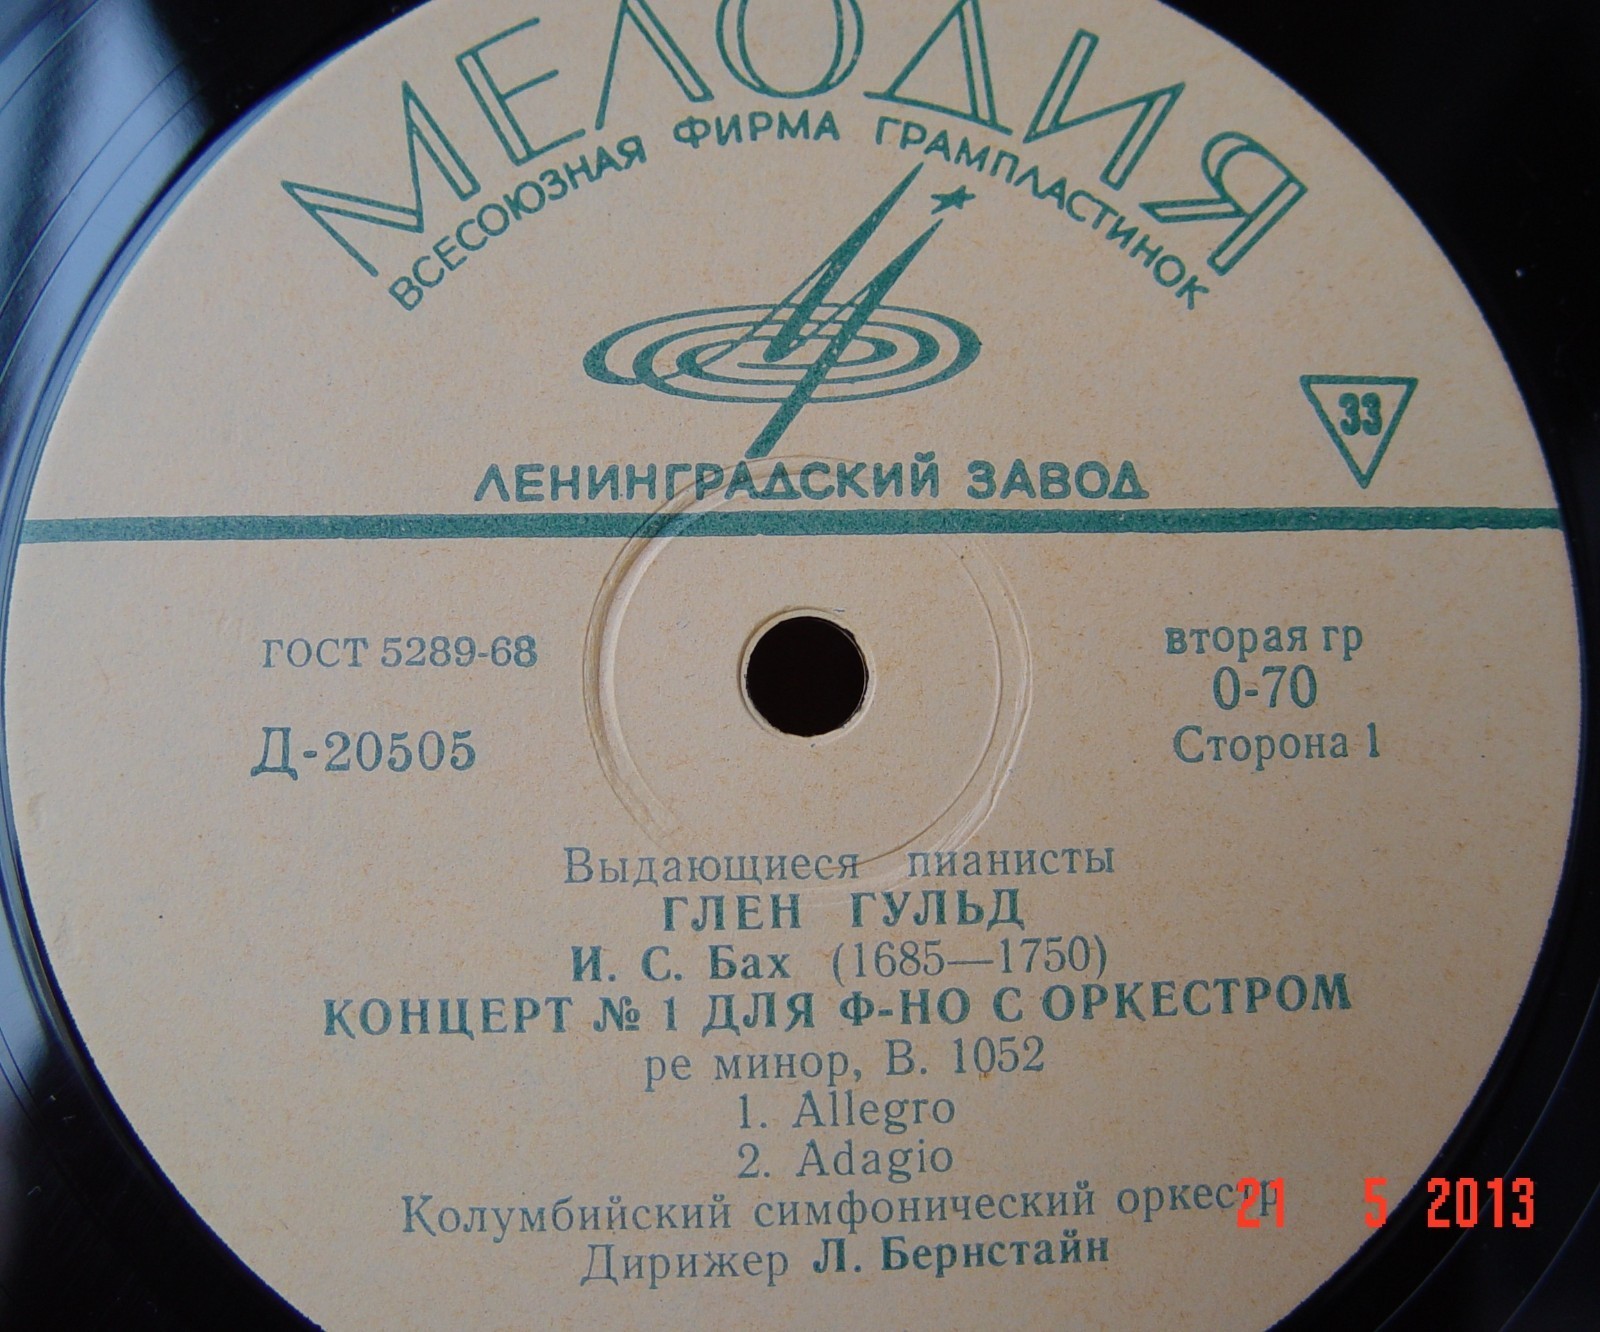 МЕЛОДИЯ
ВСЕСОЮЗНАЯ ФИРМА ГРАМПЛАСТИНОК
33
ЛЕНИНГРАДСКИЙ ЗАВОД
ГОСТ 5289-68
Д-20505
вторая гр
0-70
Сторона 1
Выдающиеся пианисты
ГЛЕН ГУЛЬД
И. С. Бах (1685—1750)
КОНЦЕРТ № 1 ДЛЯ Ф-НО С ОРКЕСТРОМ
ре минор, В. 1052
1. Allegro
2. Adagio
Колумбийский симфонический оркестр
Дирижер Л. Бернстайн
21 5 2013